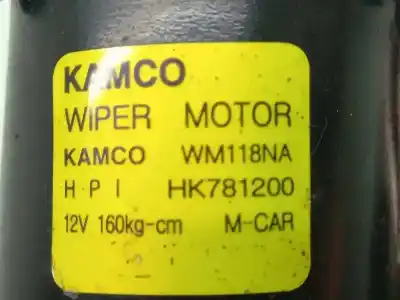 KAMCO
WIPER MOTOR
KAMCO WM118NA
H P I HK781200
12V 160kg-cm M-CAR